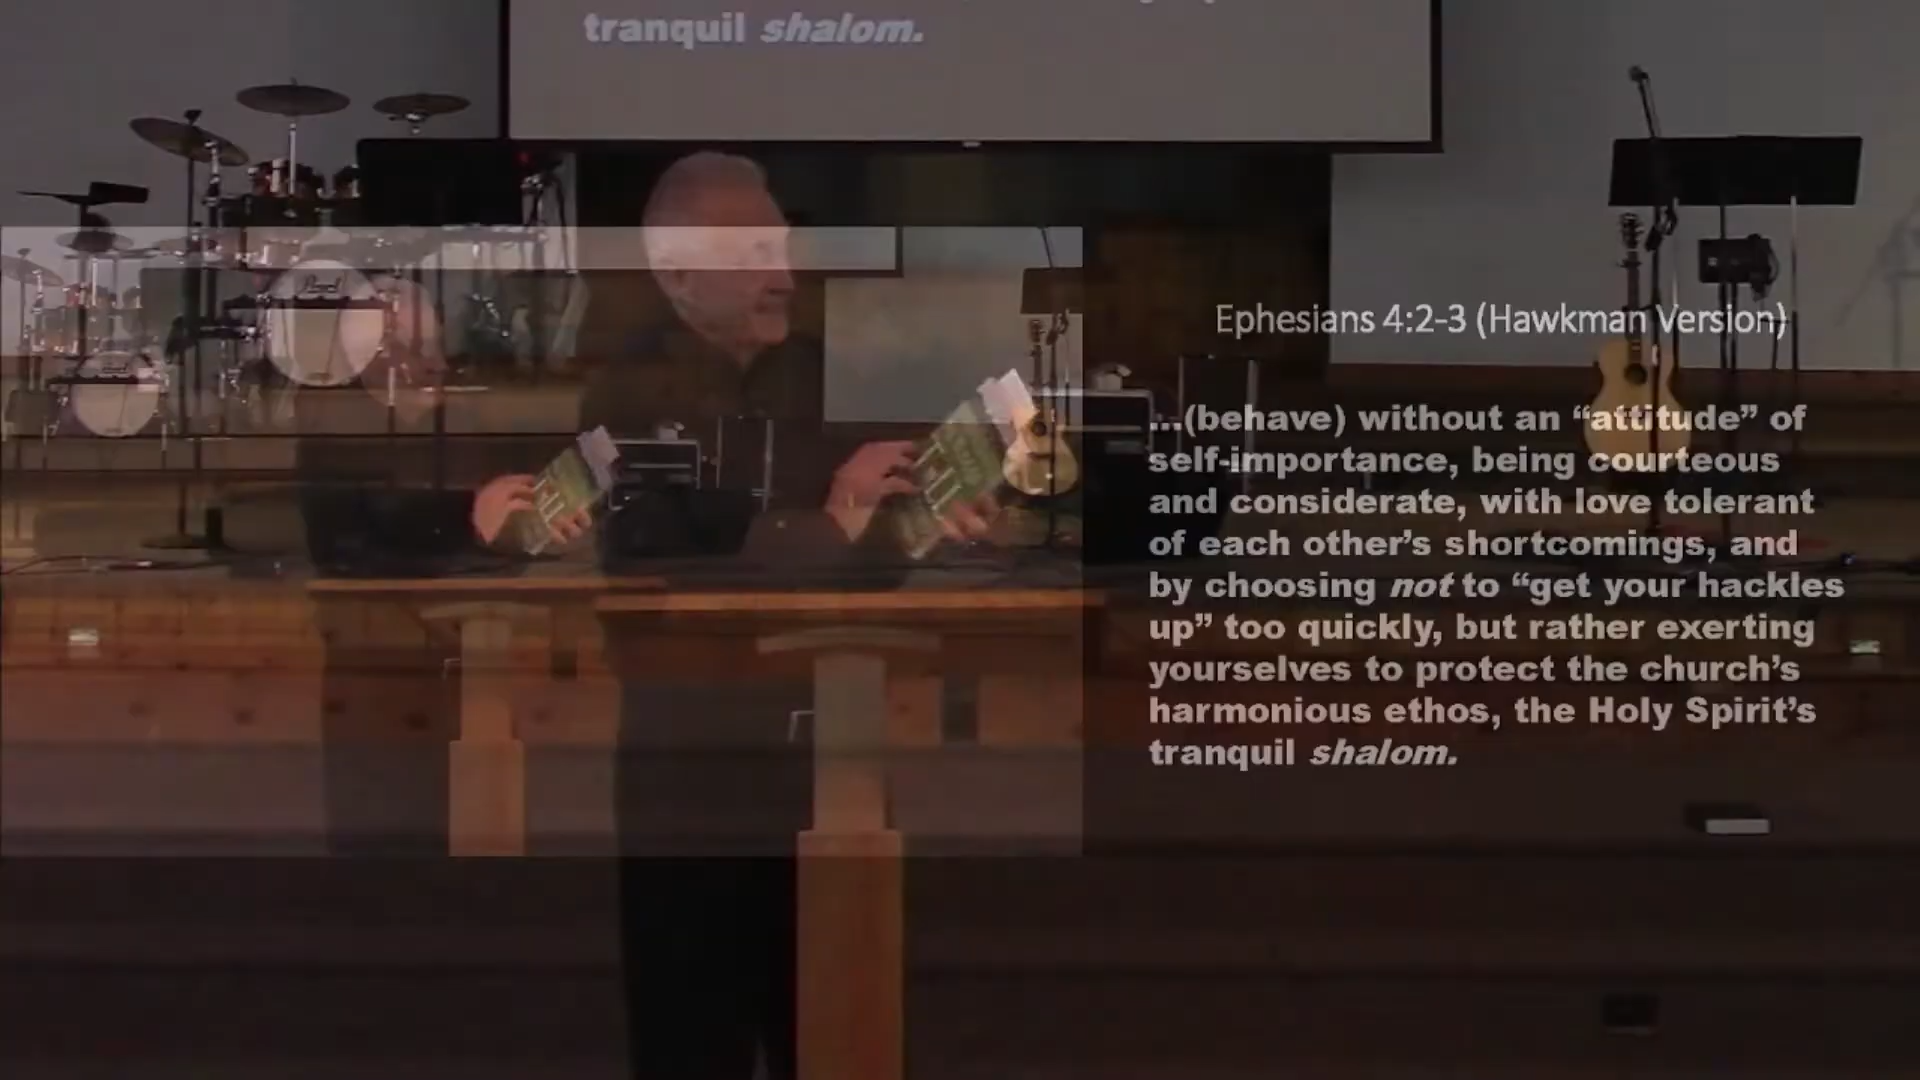 tranquil shalom.
Pearl
Ephesians 4:2-3 (Hawkman Version)
...(behave) without an “attitude” of
self-importance, being courteous
and considerate, with love tolerant
of each other’s shortcomings, and
by choosing not to “get your hackles
up” too quickly, but rather exerting
yourselves to protect the church’s
harmonious ethos, the Holy Spirit’s
tranquil shalom.